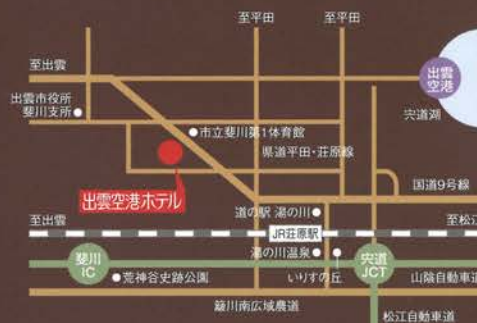 至平田
至平田
至出雲
出雲
空港
出雲市役所
斐川支所
宍道湖
市立斐川第1体育館
県道平田・荘原線
出雲空港ホテル
国道9号線
道の駅 湯の川
至出雲
至松江
JR荘原駅
斐川
IC
湯の川温泉
宍道
JCT
荒神谷史跡公園
いりすの丘
山陰自動車道
簸川南広域農道
松江自動車道